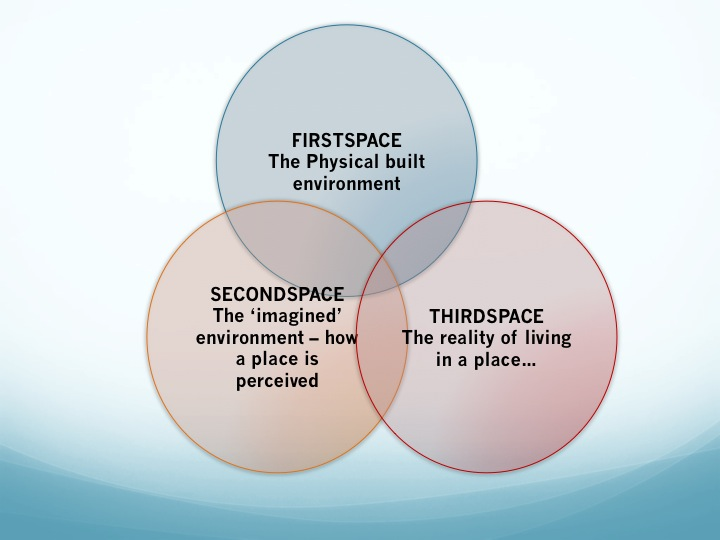 FIRSTSPACE
The Physical built
environment
SECONDSPACE
The ‘imagined’
environment – how
a place is
perceived
THIRDSPACE
The reality of living
in a place...